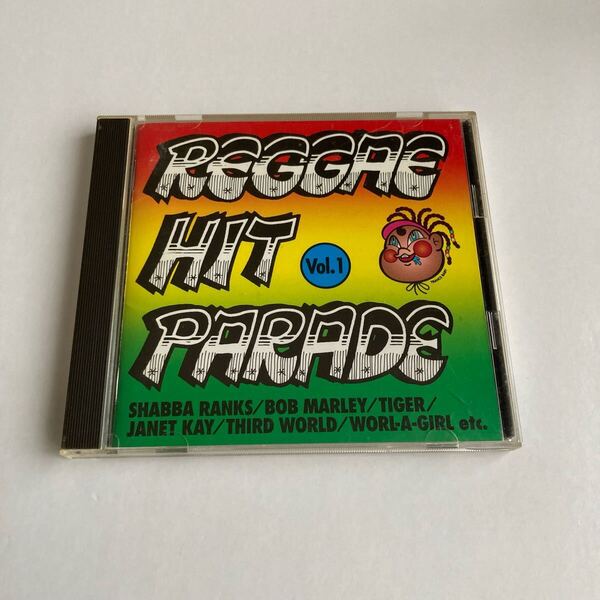 REGGAE
HIT
Vol.1
PARADE
SHABBA RANKS/BOB MARLEY/TIGER/
JANET KAY/THIRD WORLD/WORL-A-GIRL etc.